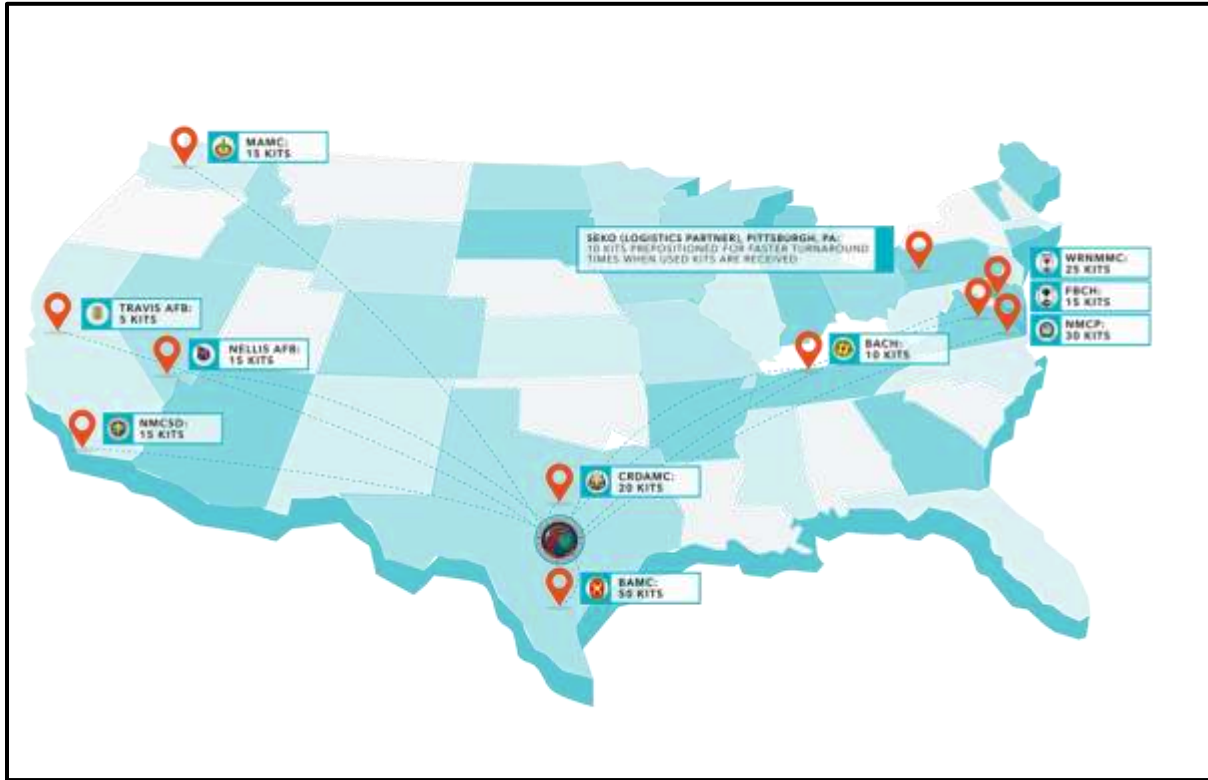 MAMC:
15 KITS
SEKO (LOGISTICS PARTNER), PITTSBURGH, PA:
10 KITS PREPOSITIONED FOR FASTER TURNAROUND
TIMES WHEN USED KITS ARE RECEIVED
WRNMMC:
25 KITS
FBCH:
15 KITS
NMCP:
30 KITS
TRAVIS AFB:
5 KITS
NELLIS AFB:
15 KITS
BACH:
10 KITS
NMCSD:
15 KITS
CRDAMC:
20 KITS
BAMC:
50 KITS